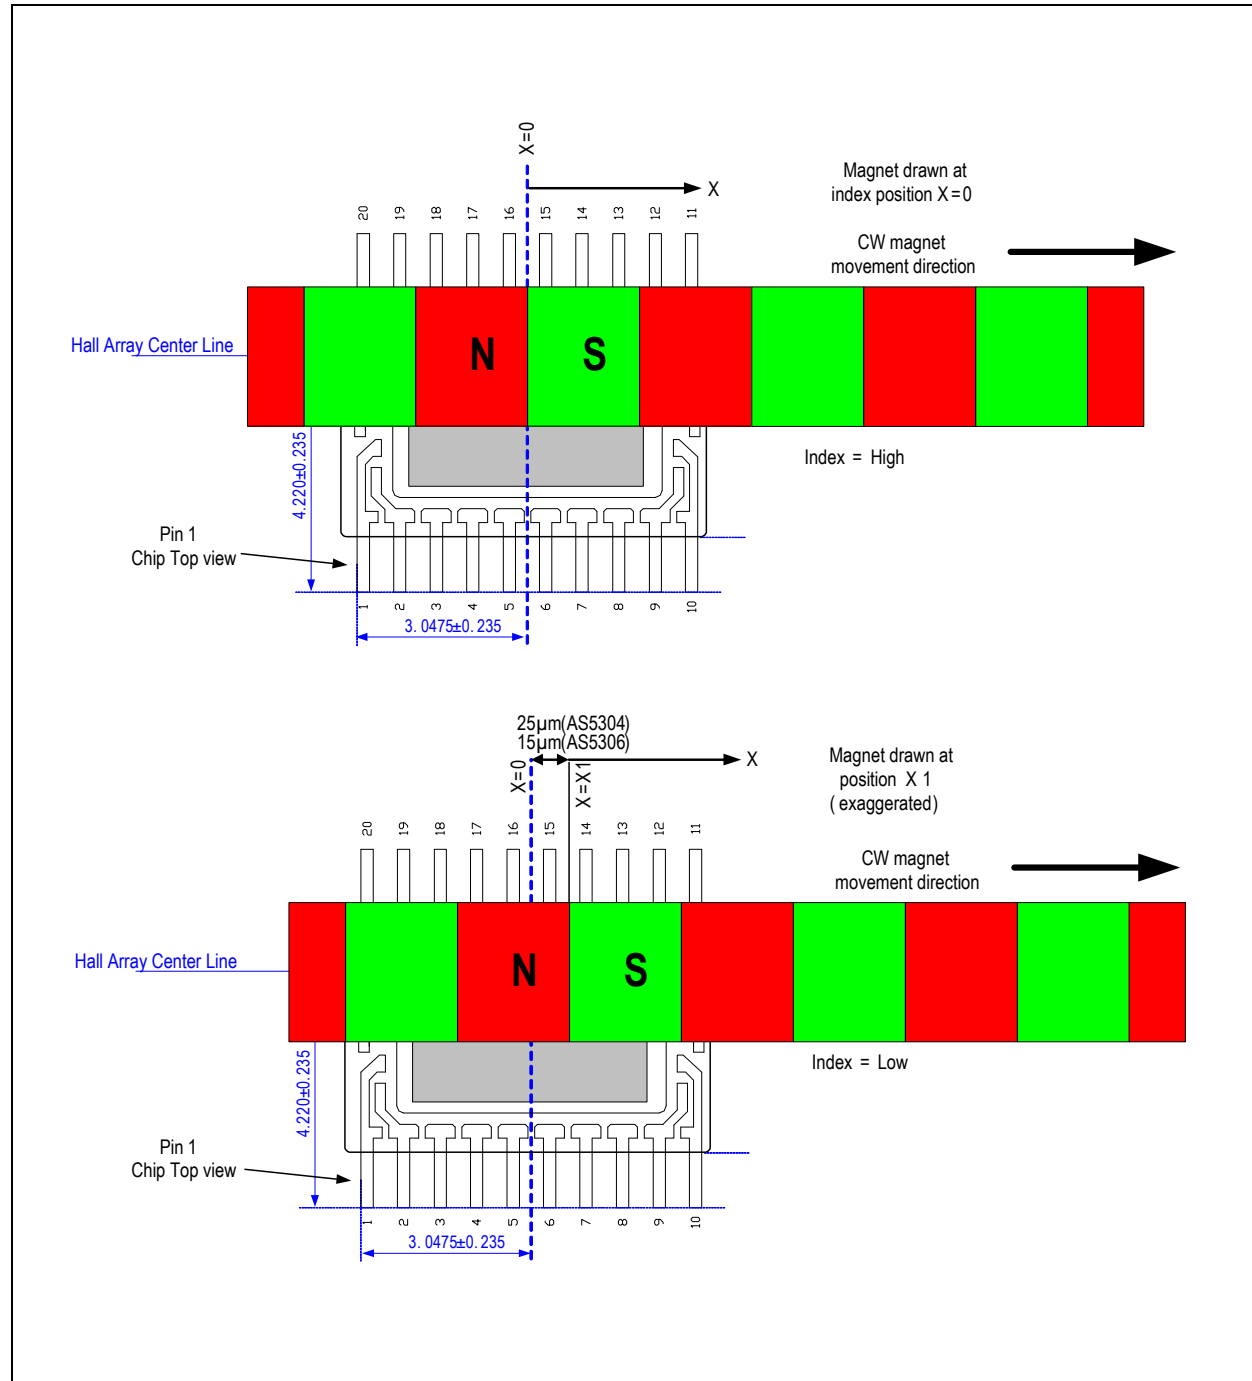 X=0
X
Magnet drawn at
index position X=0
20 19 18 17 16 15 14 13 12 11
CW magnet
movement direction
Hall Array Center Line
N S
4.220±0.235
Index = High
Pin 1
Chip Top view
1 2 3 4 5 6 7 8 9 10
3.0475±0.235
25µm(AS5304)
15µm(AS5306)
X=0
X=X1
X
Magnet drawn at
position X 1
(exaggerated)
20 19 18 17 16 15 14 13 12 11
CW magnet
movement direction
Hall Array Center Line
N S
4.220±0.235
Index = Low
Pin 1
Chip Top view
1 2 3 4 5 6 7 8 9 10
3.0475±0.235